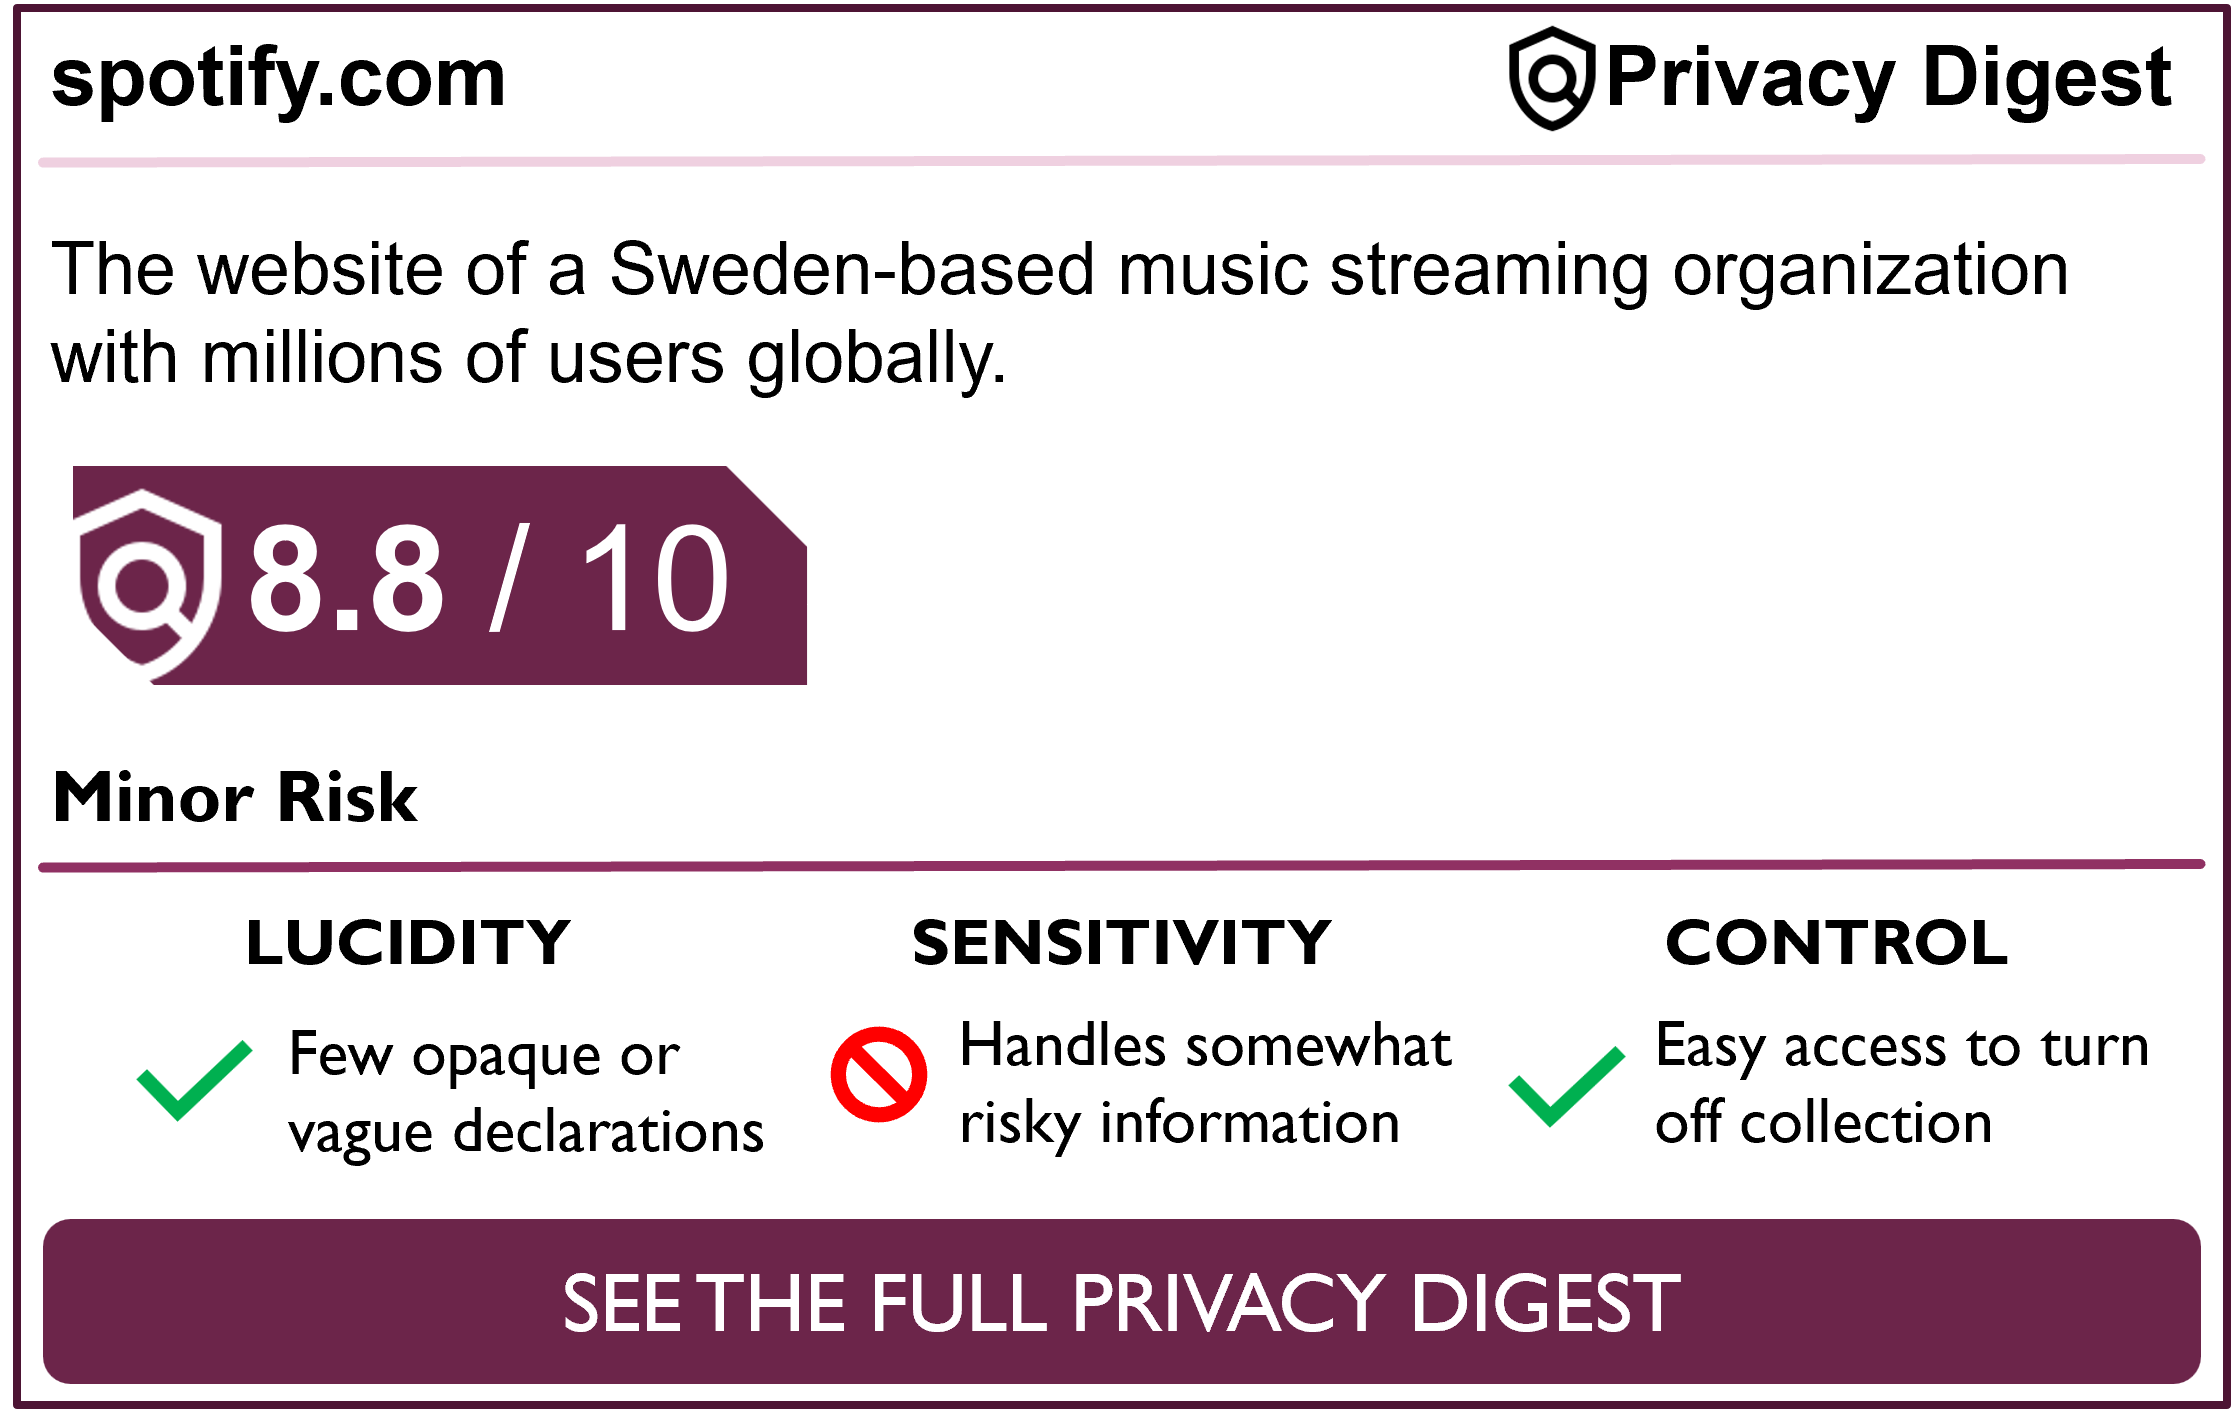 spotify.com
Privacy Digest
The website of a Sweden-based music streaming organization
with millions of users globally.
8.8 / 10
Minor Risk
LUCIDITY
Few opaque or
vague declarations
SENSITIVITY
Handles somewhat
risky information
CONTROL
Easy access to turn
off collection
SEE THE FULL PRIVACY DIGEST